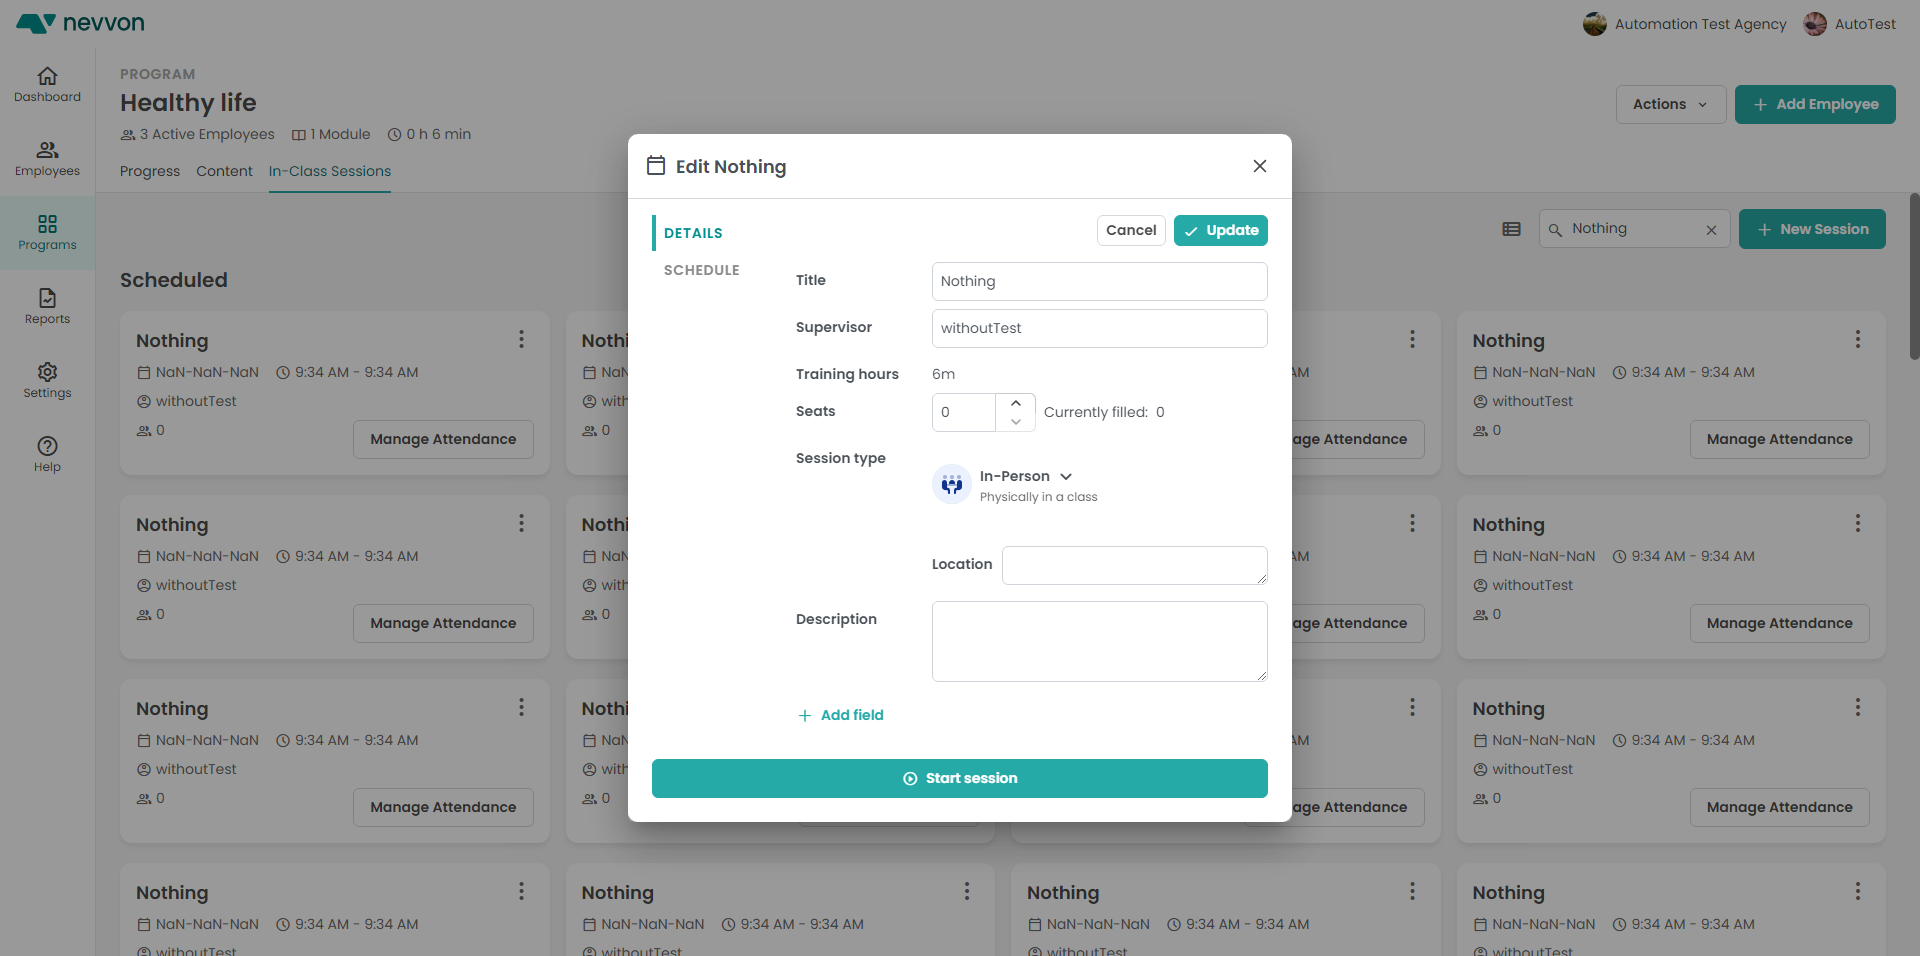 nevvon
Automation Test Agency
AutoTest
Dashboard
Employees
Programs
Reports
Settings
Help
PROGRAM
Healthy life
3 Active Employees 1 Module 0 h 6 min
Actions
Add Employee
Progress Content In-Class Sessions
Nothing
New Session
Scheduled
Edit Nothing
DETAILS
SCHEDULE
Cancel
Update
Title
Nothing
Supervisor
withoutTest
Training hours
6m
Seats
0
Currently filled: 0
Session type
In-Person
Physically in a class
Location
Description
Add field
Start session
Nothing
NaN-NaN-NaN 9:34 AM - 9:34 AM
withoutTest
0
Manage Attendance
Nothi
NaN
with
0
AM
age Attendance
Nothing
NaN-NaN-NaN 9:34 AM - 9:34 AM
withoutTest
0
Manage Attendance
Nothing
NaN-NaN-NaN 9:34 AM - 9:34 AM
withoutTest
0
Manage Attendance
Nothi
NaN
with
0
AM
age Attendance
Nothing
NaN-NaN-NaN 9:34 AM - 9:34 AM
withoutTest
0
Manage Attendance
Nothing
NaN-NaN-NaN 9:34 AM - 9:34 AM
withoutTest
0
Manage Attendance
Nothi
NaN
with
0
AM
age Attendance
Nothing
NaN-NaN-NaN 9:34 AM - 9:34 AM
withoutTest
0
Manage Attendance
Nothing
NaN-NaN-NaN 9:34 AM - 9:34 AM
withoutTest
Nothing
NaN-NaN-NaN 9:34 AM - 9:34 AM
withoutTest
Nothing
NaN-NaN-NaN 9:34 AM - 9:34 AM
withoutTest
Nothing
NaN-NaN-NaN 9:34 AM - 9:34 AM
withoutTest